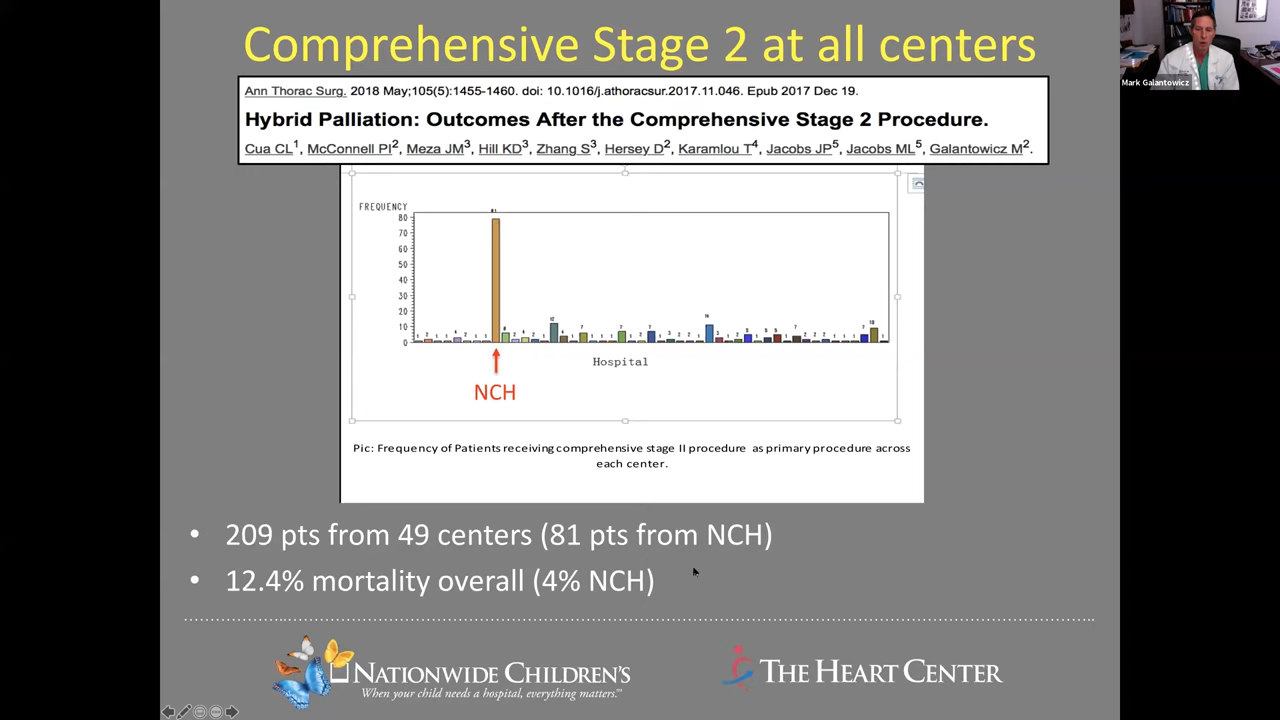 Comprehensive Stage 2 at all centers
Mark Galantowicz
Ann Thorac Surg. 2018 May;105(5):1455-1460. doi: 10.1016/j.athoracsur.2017.11.046. Epub 2017 Dec 19.
Hybrid Palliation: Outcomes After the Comprehensive Stage 2 Procedure.
Cua CL1, McConnell PI2, Meza JM3, Hill KD3, Zhang S3, Hersey D2, Karamlou T4, Jacobs JP5, Jacobs ML5, Galantowicz M2.
FREQUENCY
80
70
60
50
40
30
20
10
0
81
12
Hospital
NCH
Pic: Frequency of Patients receiving comprehensive stage II procedure as primary procedure across
each center.
• 209 pts from 49 centers (81 pts from NCH)
• 12.4% mortality overall (4% NCH)
NATIONWIDE CHILDREN'S
When your child needs a hospital, everything matters.℠
THE HEART CENTER